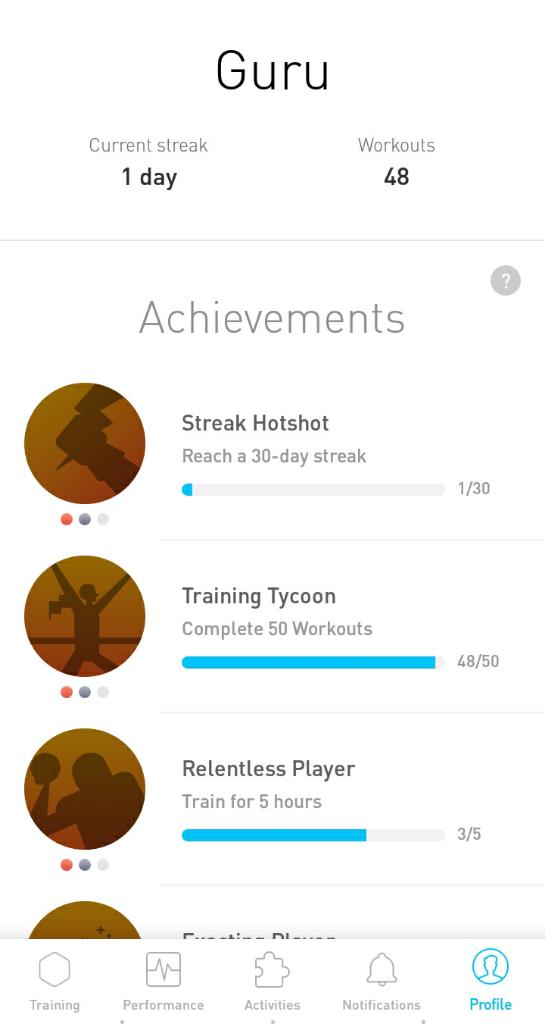 Guru
Current streak
Workouts
1 day
48
?
Achievements
Streak Hotshot
Reach a 30-day streak
1/30
Training Tycoon
Complete 50 Workouts
48/50
Relentless Player
Train for 5 hours
3/5
Training
Performance
Activities
Notifications
Profile